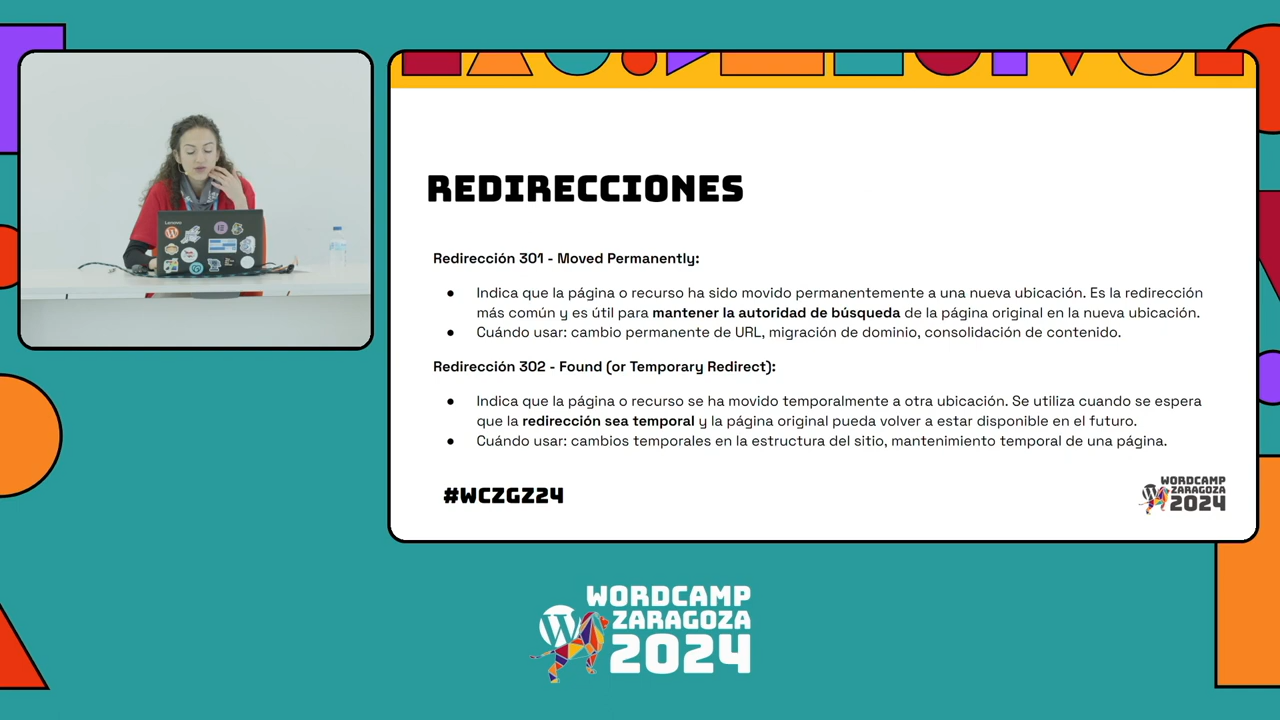 REDIRECCIONES
Redirección 301 - Moved Permanently:
● Indica que la página o recurso ha sido movido permanentemente a una nueva ubicación. Es la redirección
más común y es útil para mantener la autoridad de búsqueda de la página original en la nueva ubicación.
● Cuándo usar: cambio permanente de URL, migración de dominio, consolidación de contenido.
Redirección 302 - Found (or Temporary Redirect):
● Indica que la página o recurso se ha movido temporalmente a otra ubicación. Se utiliza cuando se espera
que la redirección sea temporal y la página original pueda volver a estar disponible en el futuro.
● Cuándo usar: cambios temporales en la estructura del sitio, mantenimiento temporal de una página.
#WCZGZ24
WORDCAMP
ZARAGOZA
2024
Lenovo
WORDCAMP
ZARAGOZA
2024